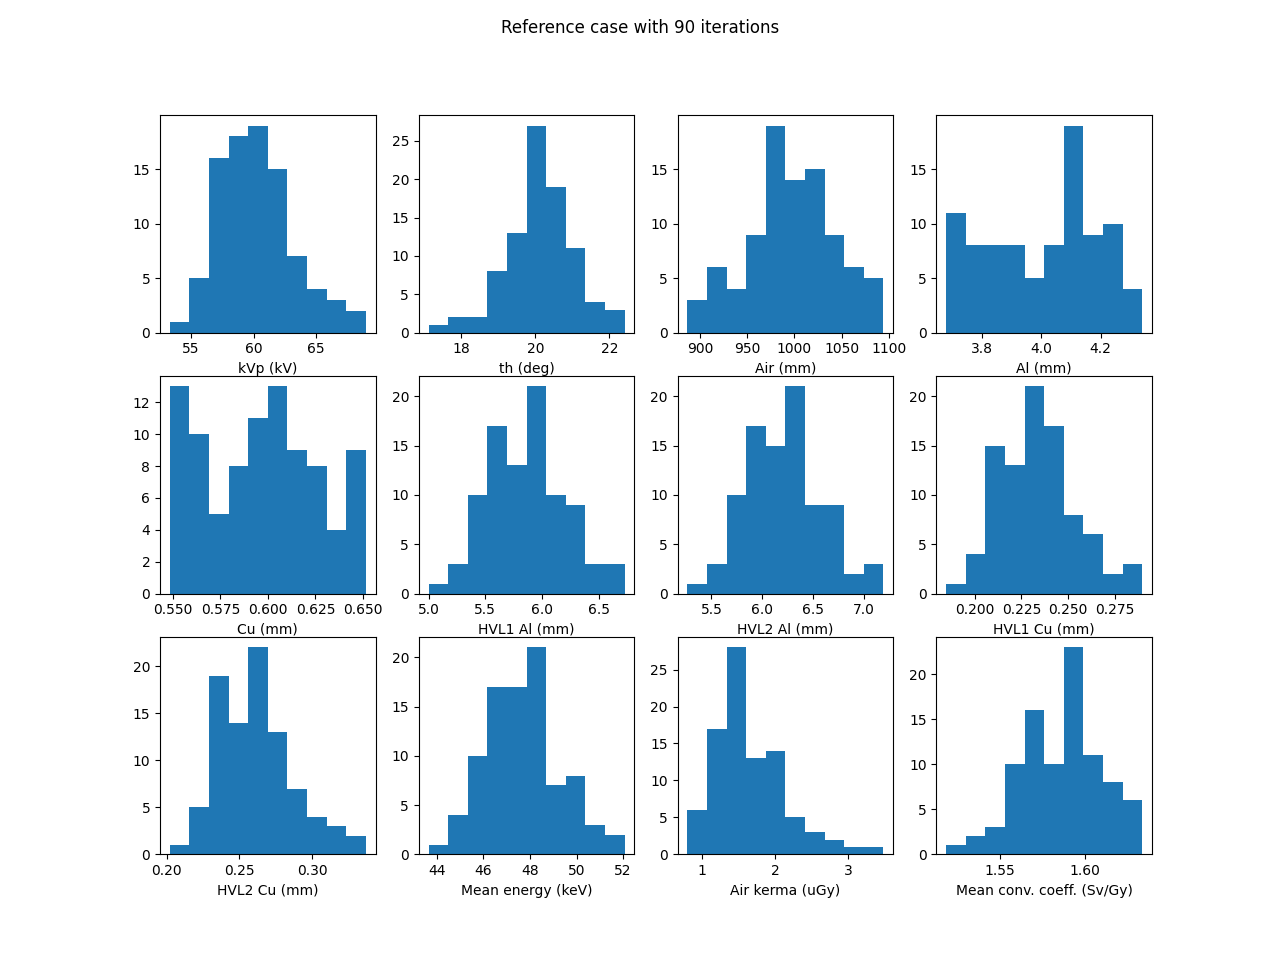 Reference case with 90 iterations
15
10
5
0
55 60 65
kVp (kV)
25
20
15
10
5
0
18 20 22
th (deg)
15
10
5
0
900 950 1000 1050 1100
Air (mm)
15
10
5
0
3.8 4.0 4.2
Al (mm)
12
10
8
6
4
2
0
0.550 0.575 0.600 0.625 0.650
Cu (mm)
20
15
10
5
0
5.0 5.5 6.0 6.5
HVL1 Al (mm)
20
15
10
5
0
5.5 6.0 6.5 7.0
HVL2 Al (mm)
20
15
10
5
0
0.200 0.225 0.250 0.275
HVL1 Cu (mm)
20
15
10
5
0
0.20 0.25 0.30
HVL2 Cu (mm)
20
15
10
5
0
44 46 48 50 52
Mean energy (keV)
25
20
15
10
5
0
1 2 3
Air kerma (uGy)
20
15
10
5
0
1.55 1.60
Mean conv. coeff. (Sv/Gy)